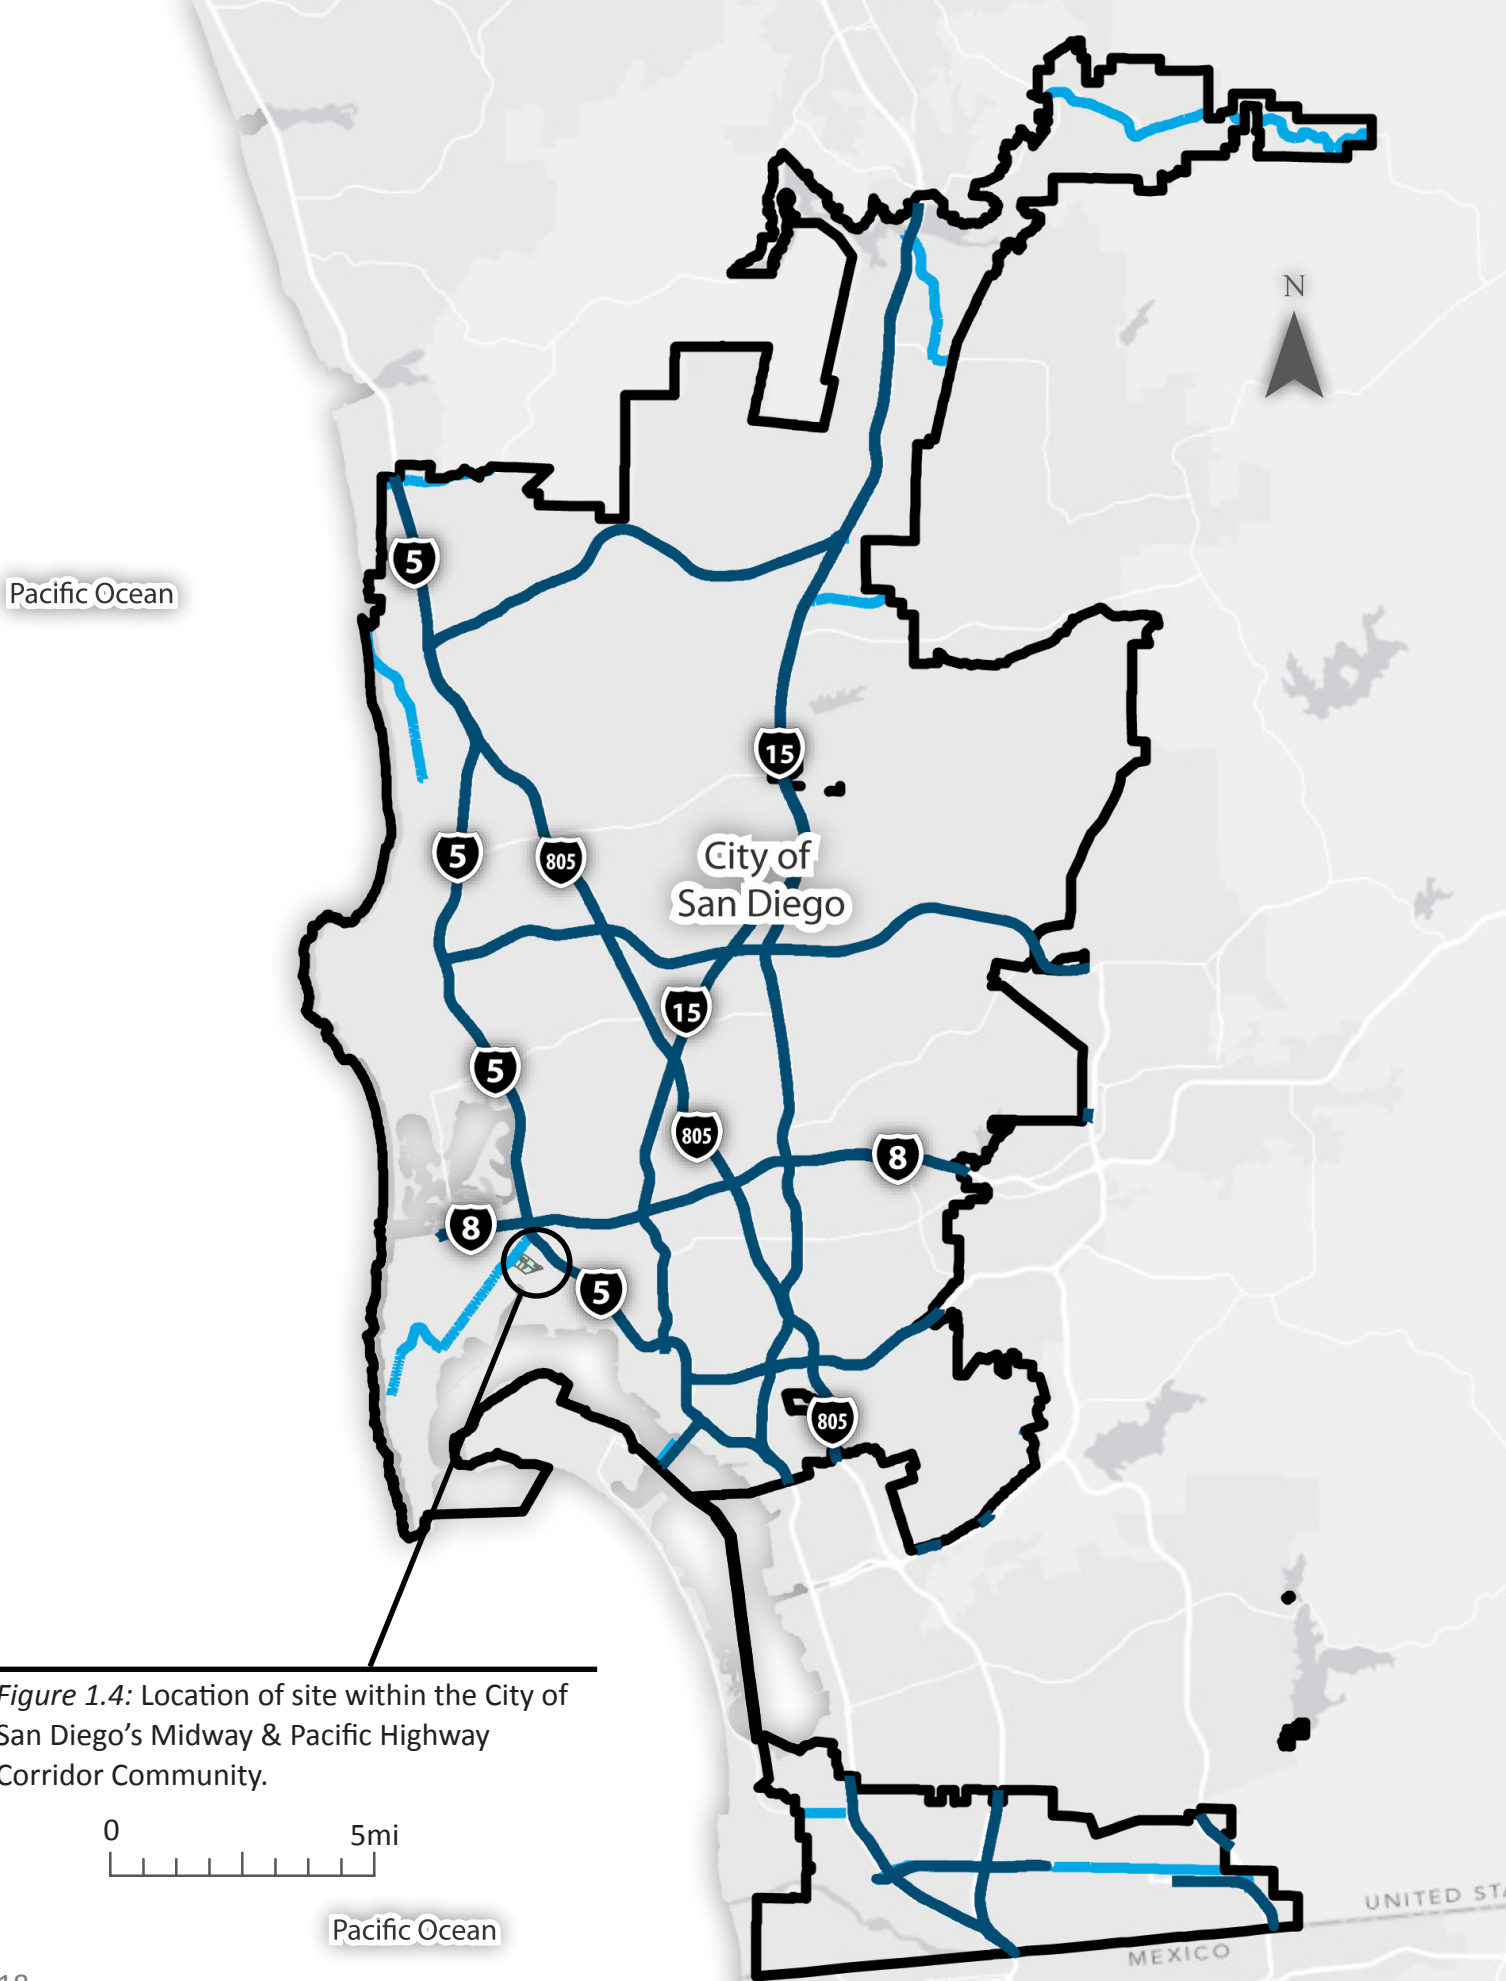 N
5
Pacific Ocean
15
5
805
City of
San Diego
15
5
805
8
8
5
805
Figure 1.4: Location of site within the City of
San Diego’s Midway & Pacific Highway
Corridor Community.
0
5mi
UNITED STA
Pacific Ocean
MEXICO
18